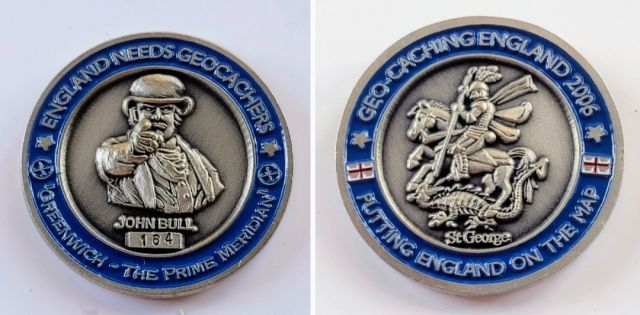 ENGLAND NEEDS GEOCACHERS
JOHN BULL
164
'GREENWICH - THE PRIME MERIDIAN'
GEO-CACHING ENGLAND 2006
St George
PUTTING ENGLAND ON THE MAP